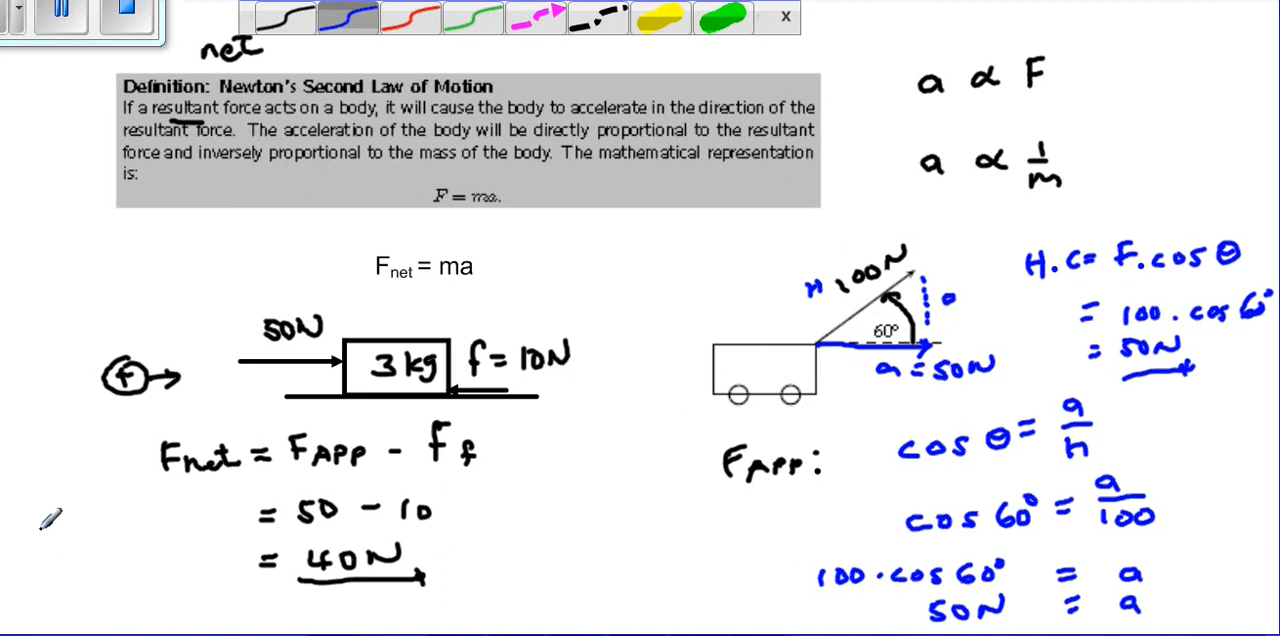 x
net
Definition: Newton's Second Law of Motion
If a resultant force acts on a body, it will cause the body to accelerate in the direction of the
resultant force. The acceleration of the body will be directly proportional to the resultant
force and inversely proportional to the mass of the body. The mathematical representation
is:
F = ma.
a ∝ F
a ∝ 1/m
Fnet = ma
50N
3 kg
f = 10N
+
Fnet = FAPP - Ff
= 50 - 10
= 40N
H 100N
o
60°
a = 50N
FAPP:
H.C = F.cos θ
= 100 . cos 60°
= 50N
cos θ = a/h
cos 60° = a/100
100 . cos 60° = a
50N = a